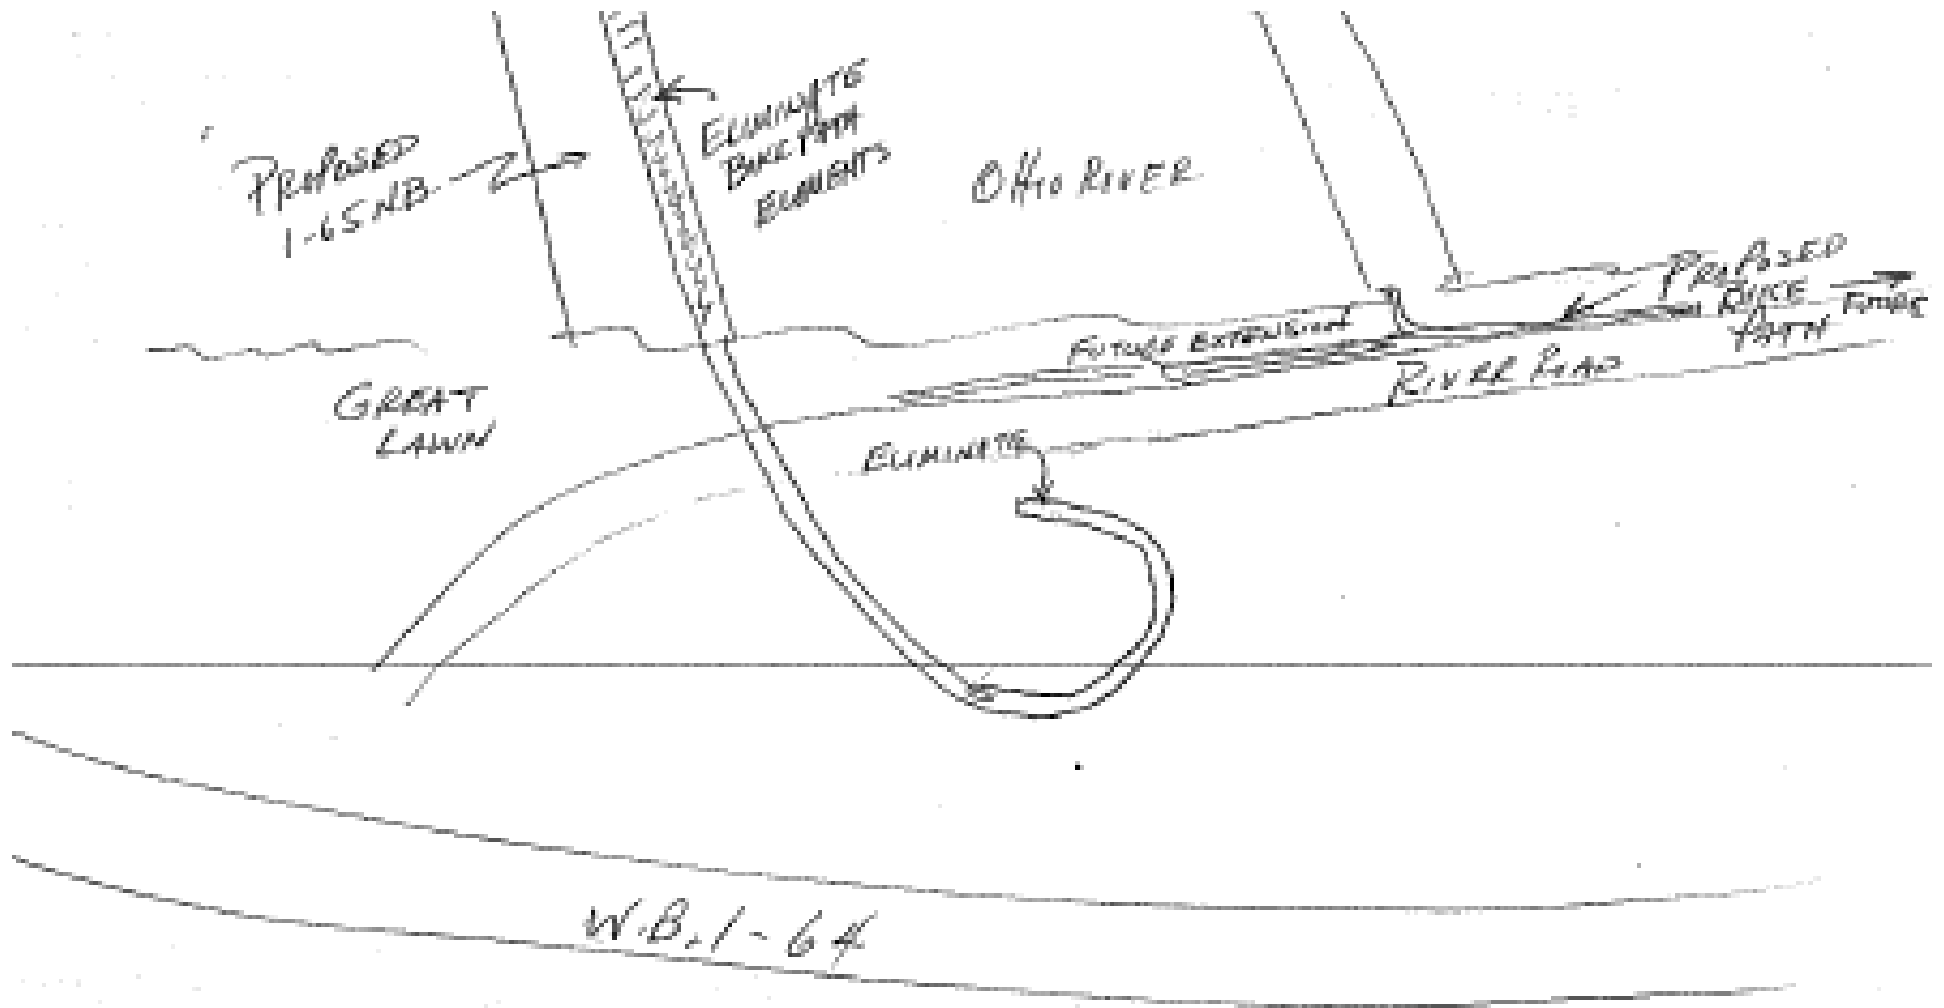 PROPOSED
I-65 NB
ELIMINATE
BIKE PATH
ELEMENTS
OHIO RIVER
PROPOSED
BIKE
PATH
FUTURE
FUTURE EXTENSION
RIVER ROAD
GREAT
LAWN
ELIMINATE
W.B. I-64